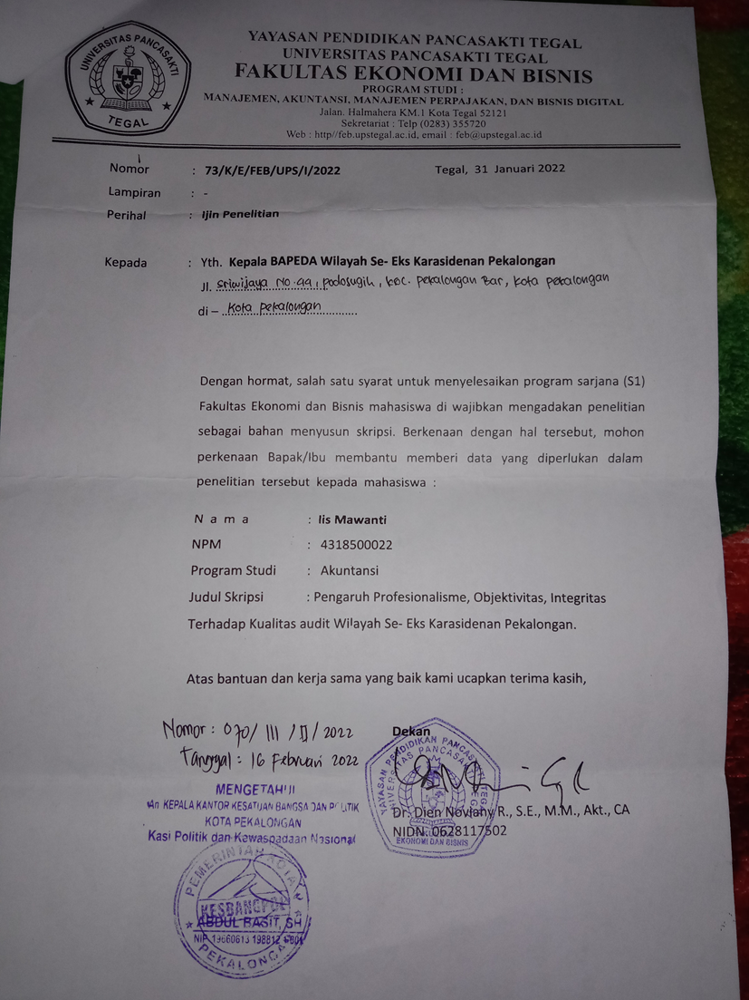 UNIVERSITAS PANCASAKTI
TEGAL
YAYASAN PENDIDIKAN PANCASAKTI TEGAL
UNIVERSITAS PANCASAKTI TEGAL
FAKULTAS EKONOMI DAN BISNIS
PROGRAM STUDI :
MANAJEMEN, AKUNTANSI, MANAJEMEN PERPAJAKAN, DAN BISNIS DIGITAL
Jalan. Halmahera KM.1 Kota Tegal 52121
Sekretariat : Telp (0283) 355720
Web : http//feb.upstegal.ac.id, email : feb@upstegal.ac.id
Nomor : 73/K/E/FEB/UPS/I/2022 Tegal, 31 Januari 2022
Lampiran : -
Perihal : Ijin Penelitian
Kepada : Yth. Kepala BAPEDA Wilayah Se- Eks Karasidenan Pekalongan
Jl. Sriwijaya No.44, Podosugih, Kec. Pekalongan Bar, Kota Pekalongan
di – Kota Pekalongan
Dengan hormat, salah satu syarat untuk menyelesaikan program sarjana (S1)
Fakultas Ekonomi dan Bisnis mahasiswa di wajibkan mengadakan penelitian
sebagai bahan menyusun skripsi. Berkenaan dengan hal tersebut, mohon
perkenaan Bapak/Ibu membantu memberi data yang diperlukan dalam
penelitian tersebut kepada mahasiswa :
N a m a : Iis Mawanti
NPM : 4318500022
Program Studi : Akuntansi
Judul Skripsi : Pengaruh Profesionalisme, Objektivitas, Integritas
Terhadap Kualitas audit Wilayah Se- Eks Karasidenan Pekalongan.
Atas bantuan dan kerja sama yang baik kami ucapkan terima kasih,
Nomor : 070/III/II/2022
Tanggal : 16 Februari 2022
MENGETAHUI
An KEPALA KANTOR KESATUAN BANGSA DAN POLITIK
KOTA PEKALONGAN
Kasi Politik dan Kewaspadaan Nasional
PEMERINTAH KOTA
KESBANGPOL
ABDUL BASIT, SH
NIP. 19660613 198812
PEKALONGAN
Dekan
YAYASAN PENDIDIKAN PANCASAKTI TEGAL
UNIVERSITAS PANCASAKTI TEGAL
Dr. Dien Noviany R., S.E., M.M., Akt., CA
NIDN. 0628117502
EKONOMI DAN BISNIS